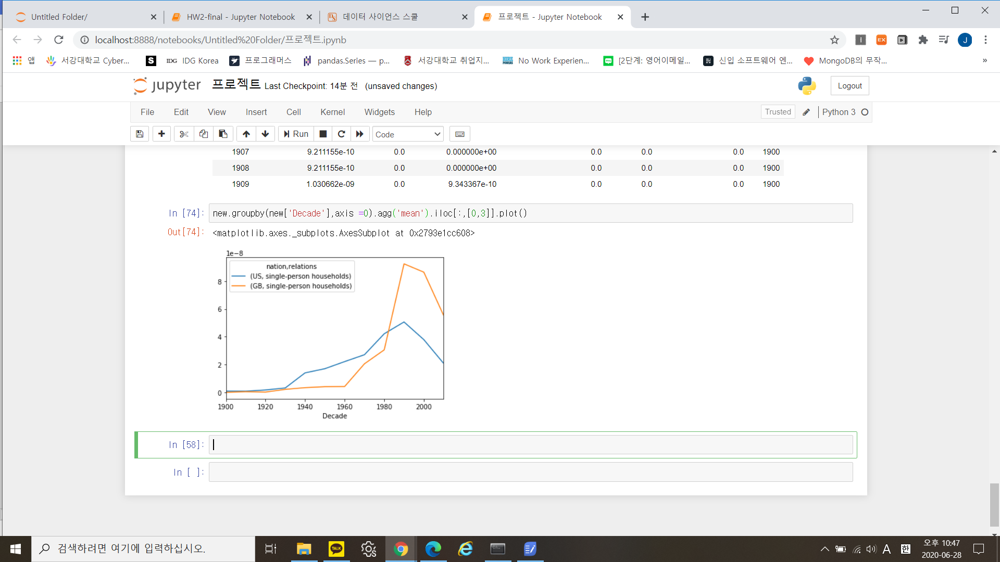 Untitled Folder/
HW2-final - Jupyter Notebook
데이터 사이언스 스쿨
프로젝트 - Jupyter Notebook
localhost:8888/notebooks/Untitled%20Folder/프로젝트.ipynb
EX
J
앱
서강대학교 Cyber...
S
IDG IDG Korea
프로그래머스
pandas.Series — p...
서강대학교 취업지...
No Work Experien...
[2단계: 영어이메일...
신입 소프트웨어 엔...
MongoDB의 무작...
»
jupyter 프로젝트 Last Checkpoint: 14분 전 (unsaved changes)
Logout
File Edit View Insert Cell Kernel Widgets Help
Trusted
Python 3
Run
Code
1907 9.211155e-10 0.0 0.000000e+00 0.0 0.0 0.0 1900
1908 9.211155e-10 0.0 0.000000e+00 0.0 0.0 0.0 1900
1909 1.030662e-09 0.0 9.343367e-10 0.0 0.0 0.0 1900
In [74]: new.groupby(new['Decade'],axis =0).agg('mean').iloc[:,[0,3]].plot()
Out[74]: <matplotlib.axes._subplots.AxesSubplot at 0x2793e1cc608>
1e−8
nation,relations
(US, single-person households)
(GB, single-person households)
8
6
4
2
0
1900 1920 1940 1960 1980 2000
Decade
In [58]:
In [ ]:
검색하려면 여기에 입력하십시오.
TALK
A
한
오후 10:47
2020-06-28